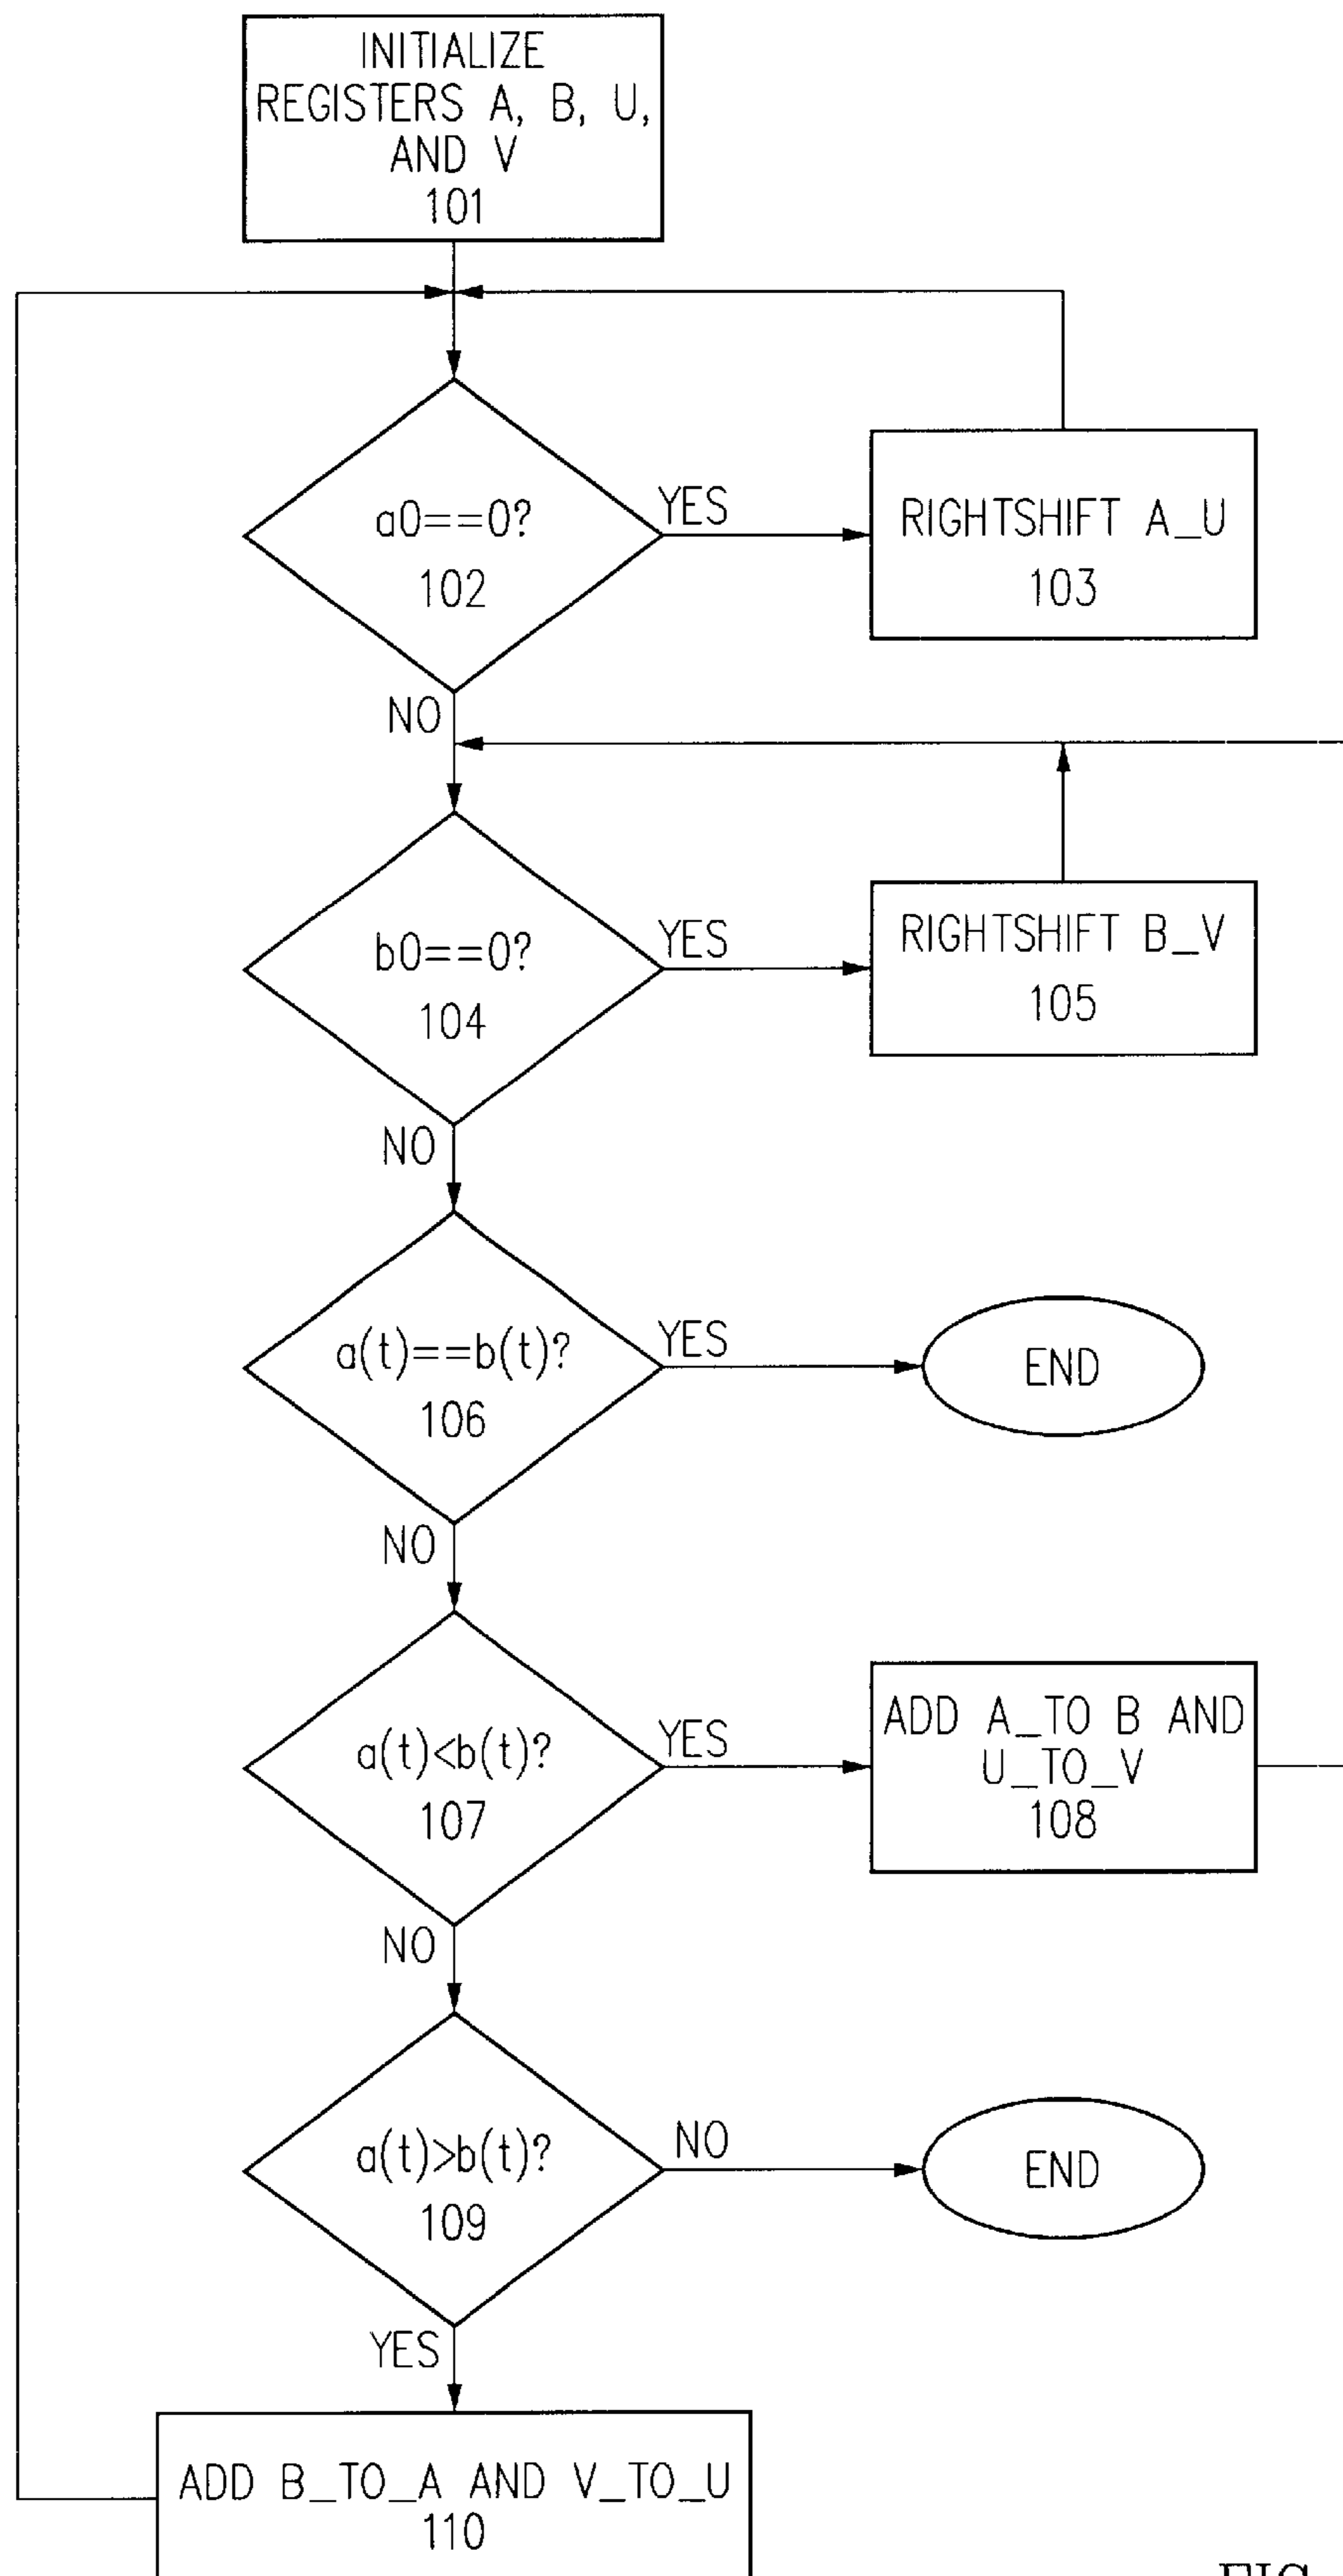 INITIALIZE
REGISTERS A, B, U,
AND V
101
a0==0?
102
YES
RIGHTSHIFT A_U
103
NO
b0==0?
104
YES
RIGHTSHIFT B_V
105
NO
a(t)==b(t)?
106
YES
END
NO
a(t)<b(t)?
107
YES
ADD A_TO B AND
U_TO_V
108
NO
a(t)>b(t)?
109
NO
END
YES
ADD B_TO_A AND V_TO_U
110